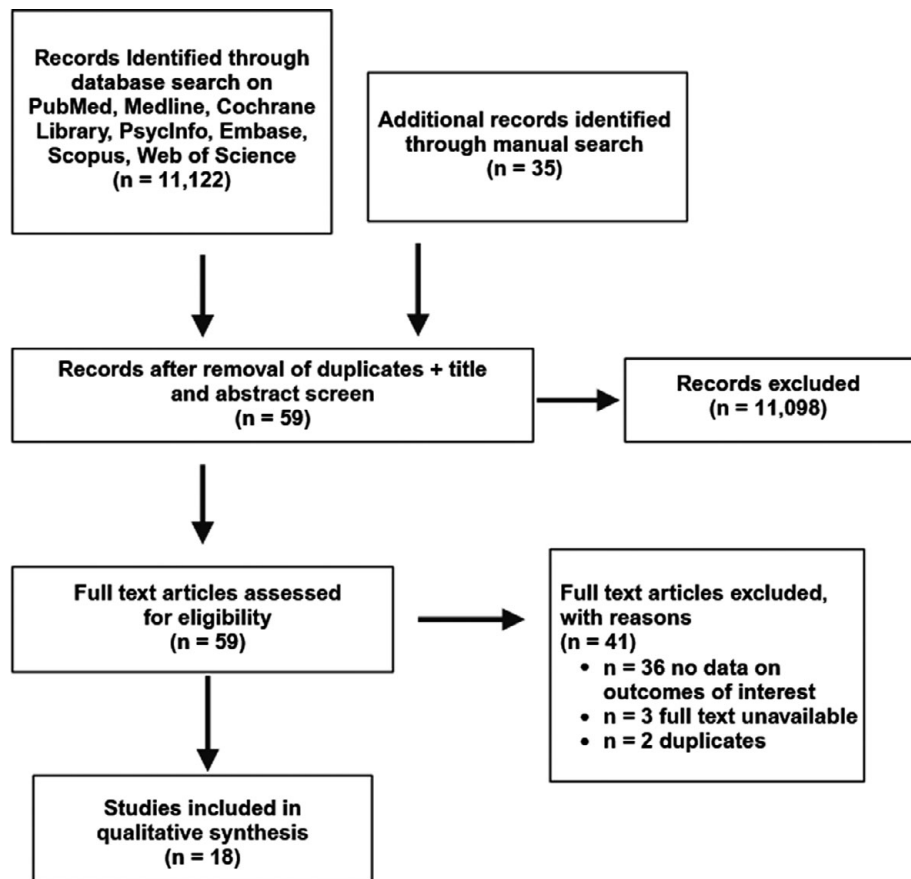 Records Identified through
database search on
PubMed, Medline, Cochrane
Library, PsycInfo, Embase,
Scopus, Web of Science
(n = 11,122)
Additional records identified
through manual search
(n = 35)
Records after removal of duplicates + title
and abstract screen
(n = 59)
Records excluded
(n = 11,098)
Full text articles assessed
for eligibility
(n = 59)
Full text articles excluded,
with reasons
(n = 41)
• n = 36 no data on
outcomes of interest
• n = 3 full text unavailable
• n = 2 duplicates
Studies included in
qualitative synthesis
(n = 18)